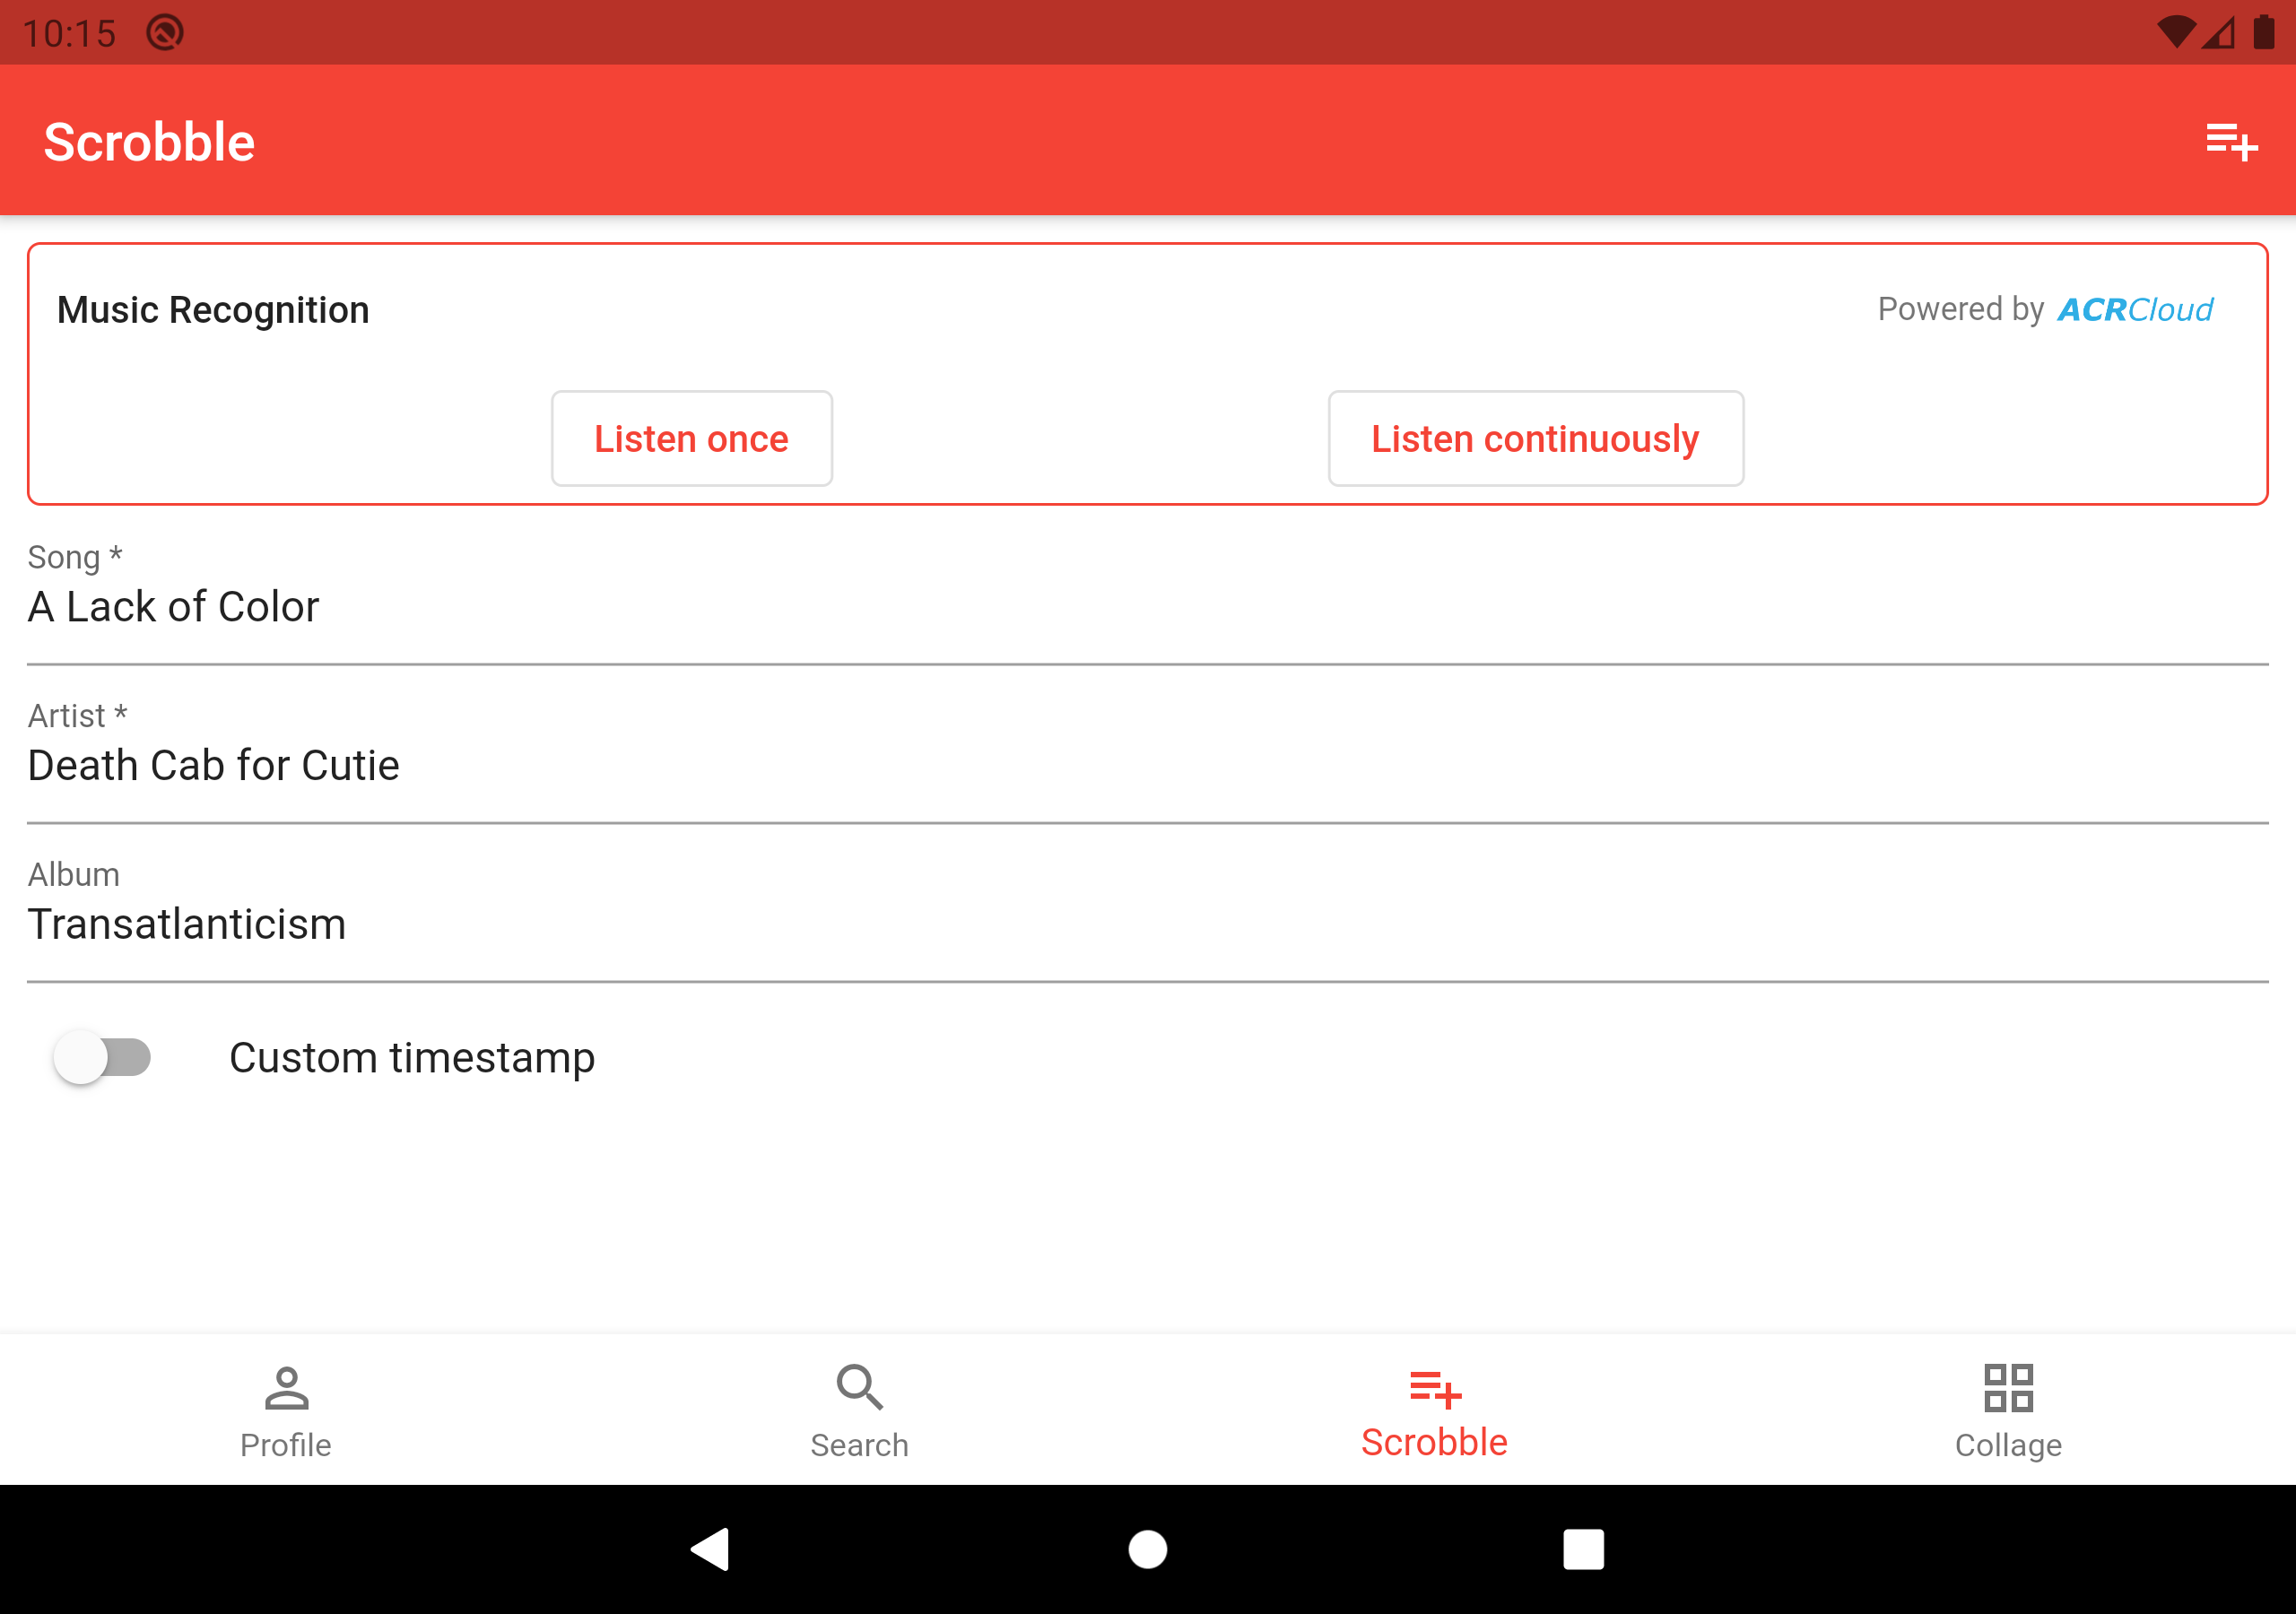 10:15
Scrobble
Music Recognition
Powered by ACRCloud
Listen once
Listen continuously
Song *
A Lack of Color
Artist *
Death Cab for Cutie
Album
Transatlanticism
Custom timestamp
Profile
Search
Scrobble
Collage